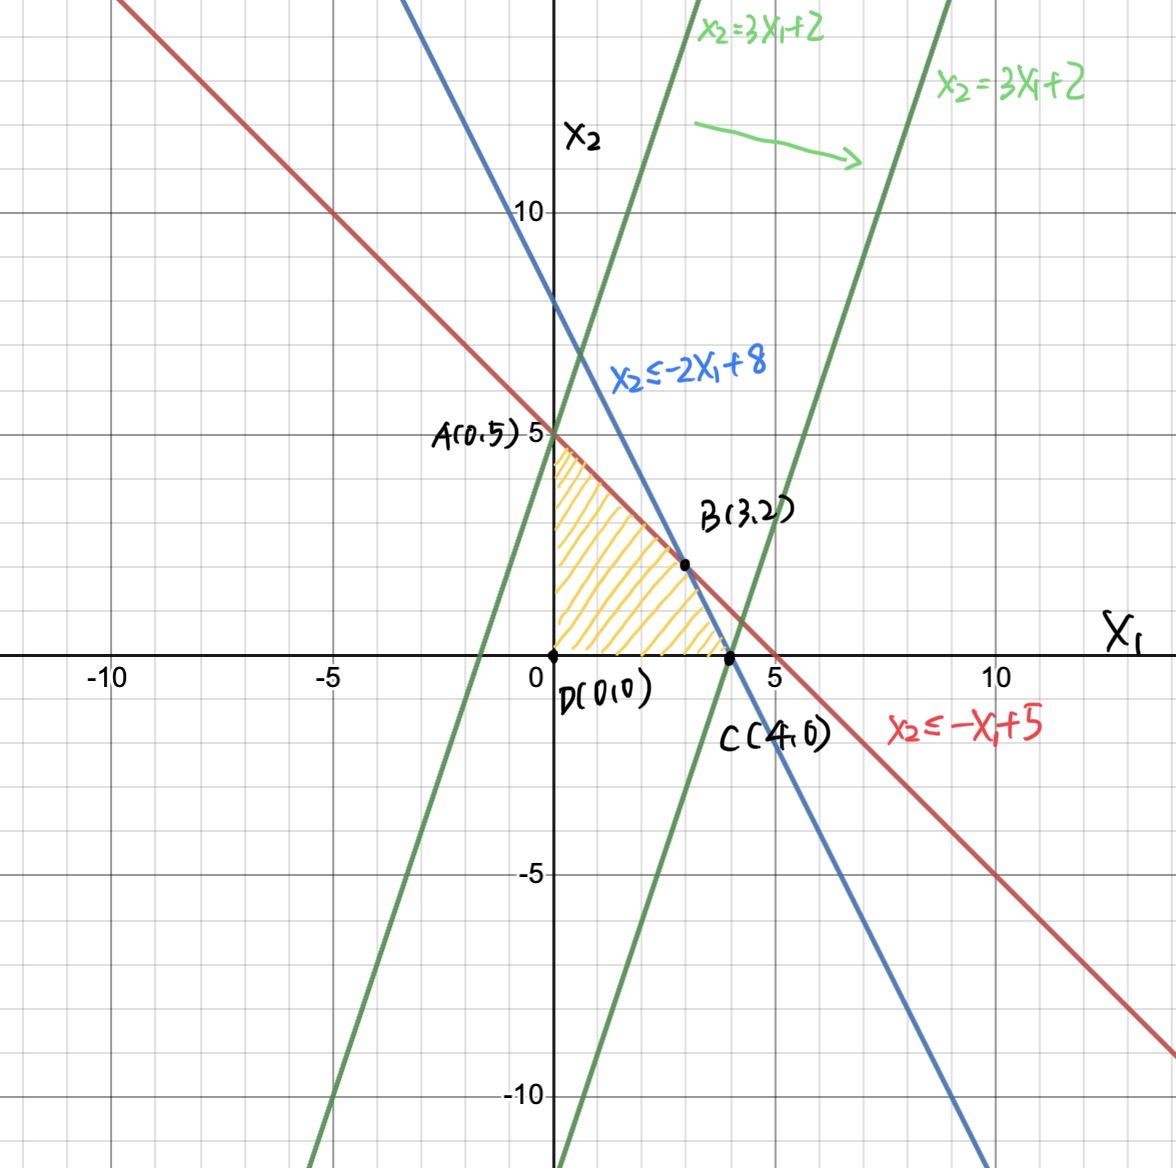 x₂=3x₁+2
x₂=3x₁+2
x₂
10
x₂≤-2x₁+8
A(0,5)
5
B(3,2)
x₁
-10
-5
0
5
10
D(0,0)
x₂≤-x₁+5
C(4,0)
-5
-10